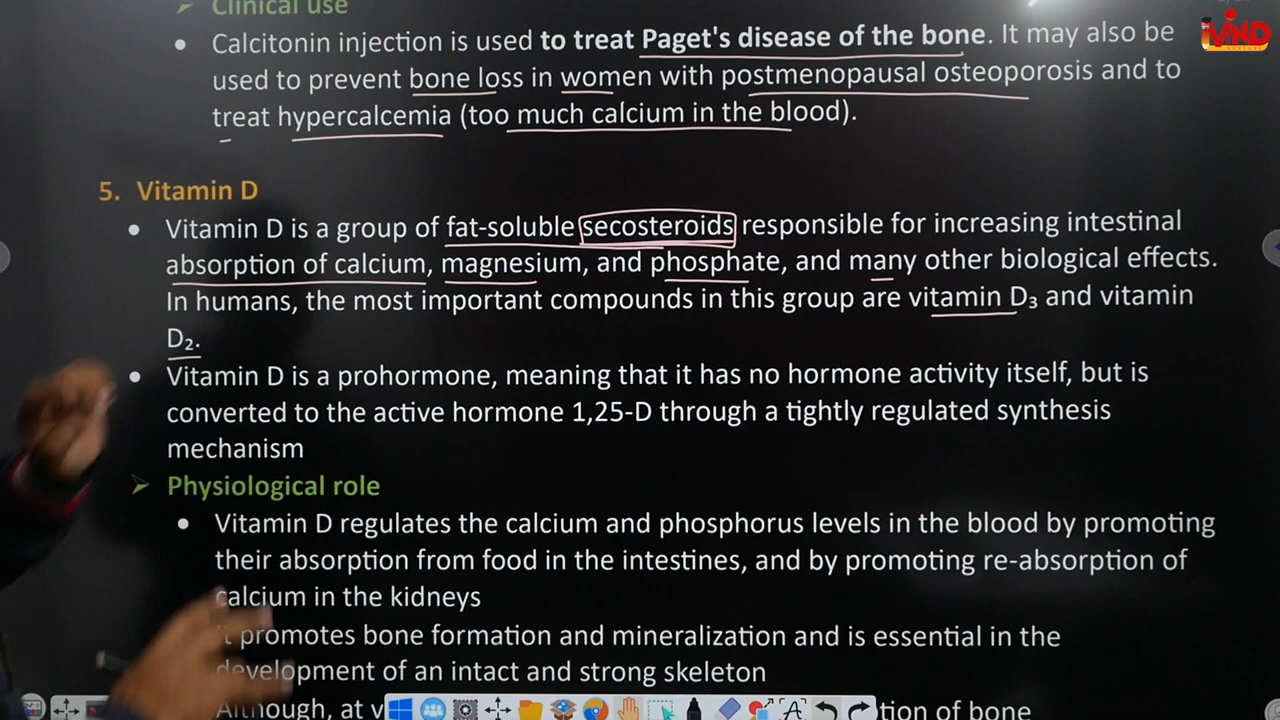 Clinical use
• Calcitonin injection is used to treat Paget's disease of the bone. It may also be
used to prevent bone loss in women with postmenopausal osteoporosis and to
treat hypercalcemia (too much calcium in the blood).
5. Vitamin D
• Vitamin D is a group of fat-soluble secosteroids responsible for increasing intestinal
absorption of calcium, magnesium, and phosphate, and many other biological effects.
In humans, the most important compounds in this group are vitamin D₃ and vitamin
D₂.
• Vitamin D is a prohormone, meaning that it has no hormone activity itself, but is
converted to the active hormone 1,25-D through a tightly regulated synthesis
mechanism
Physiological role
• Vitamin D regulates the calcium and phosphorus levels in the blood by promoting
their absorption from food in the intestines, and by promoting re-absorption of
calcium in the kidneys
promotes bone formation and mineralization and is essential in the
development of an intact and strong skeleton
Although, at v tion of bone